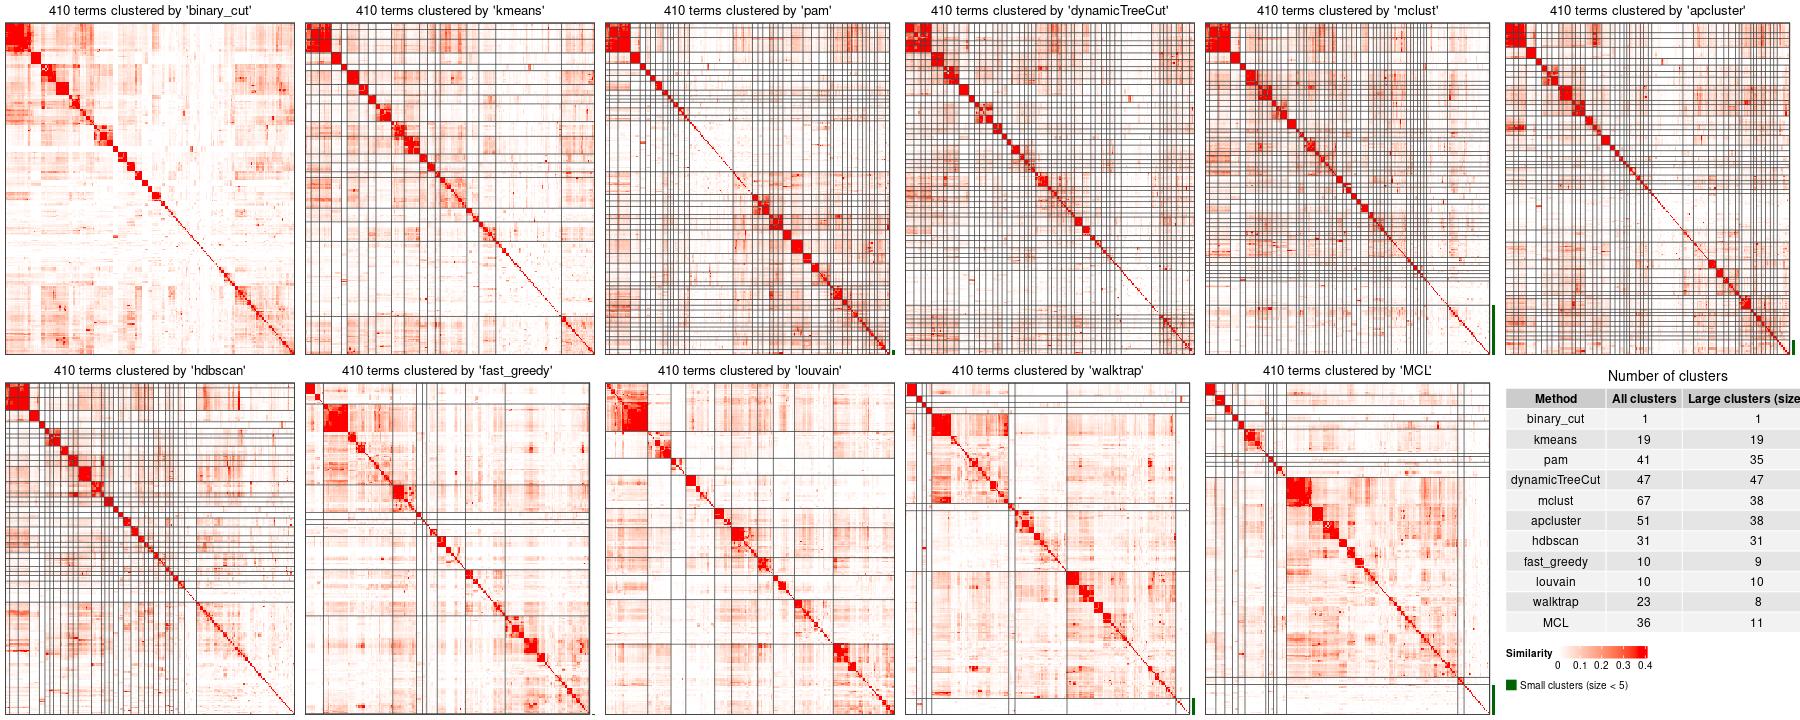 410 terms clustered by 'binary_cut'
410 terms clustered by 'kmeans'
410 terms clustered by 'pam'
410 terms clustered by 'dynamicTreeCut'
410 terms clustered by 'mclust'
410 terms clustered by 'apcluster'
410 terms clustered by 'hdbscan'
410 terms clustered by 'fast_greedy'
410 terms clustered by 'louvain'
410 terms clustered by 'walktrap'
410 terms clustered by 'MCL'
Number of clusters
Method All clusters Large clusters (size
binary_cut 1 1
kmeans 19 19
pam 41 35
dynamicTreeCut 47 47
mclust 67 38
apcluster 51 38
hdbscan 31 31
fast_greedy 10 9
louvain 10 10
walktrap 23 8
MCL 36 11
Similarity
0 0.1 0.2 0.3 0.4
Small clusters (size < 5)